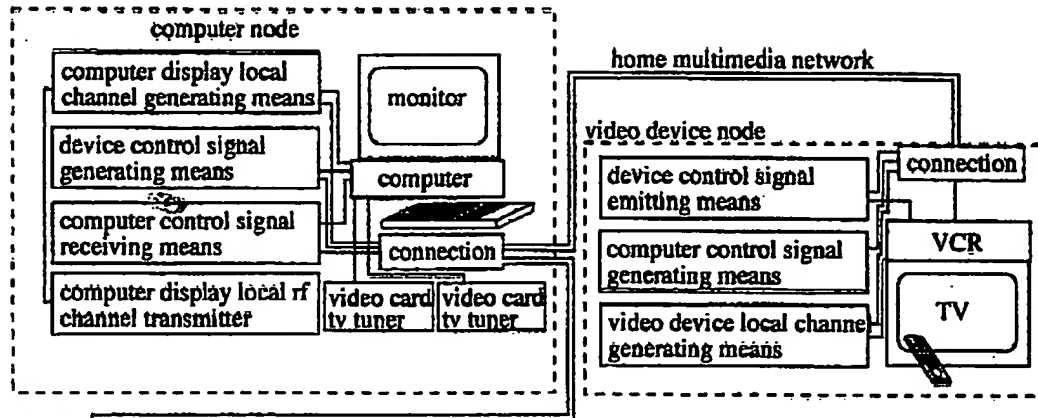 computer node
computer display local
channel generating means
monitor
device control signal
generating means
computer
computer control signal
receiving means
connection
computer display local rf
channel transmitter
video card
tv tuner
video card
tv tuner
home multimedia network
video device node
connection
device control signal
emitting means
VCR
computer control signal
generating means
TV
video device local channel
generating means